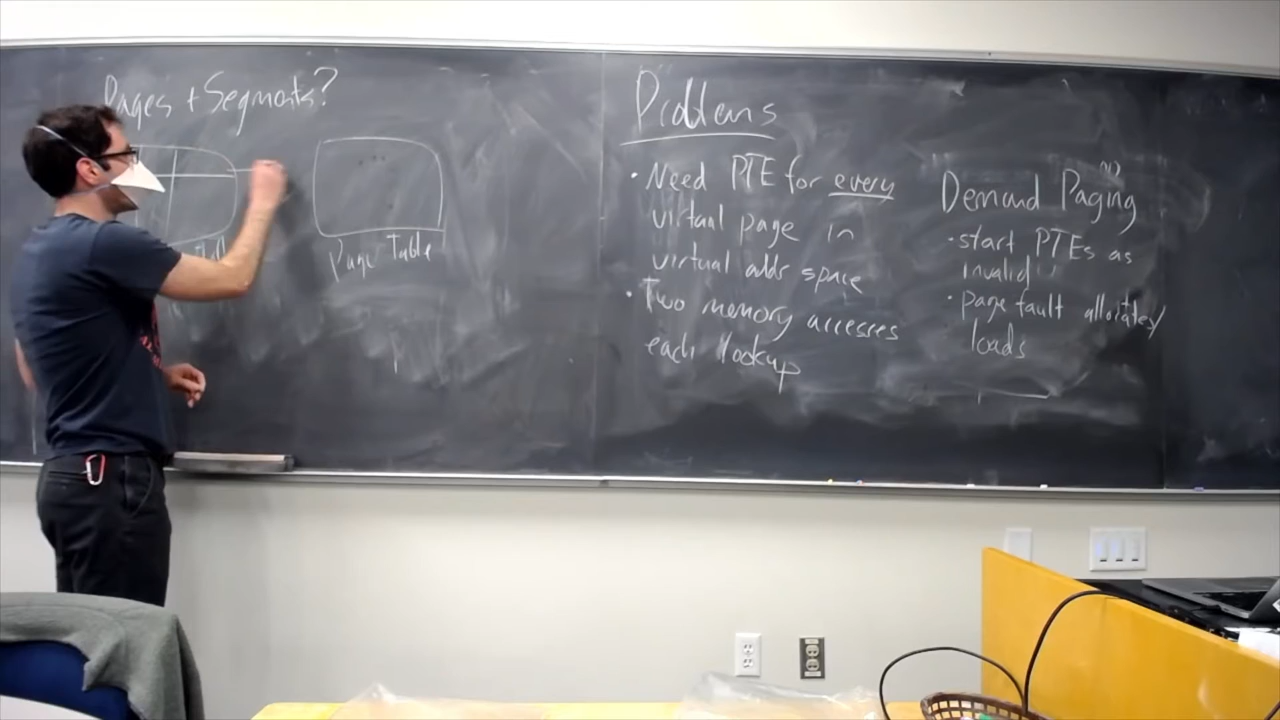 Pages + Segments?
Page Table
Problems
• Need PTE for every
virtual page in
virtual addr space
• Two memory accesses
each lookup
Demand Paging
• start PTEs as
invalid
• page fault allocates/
loads